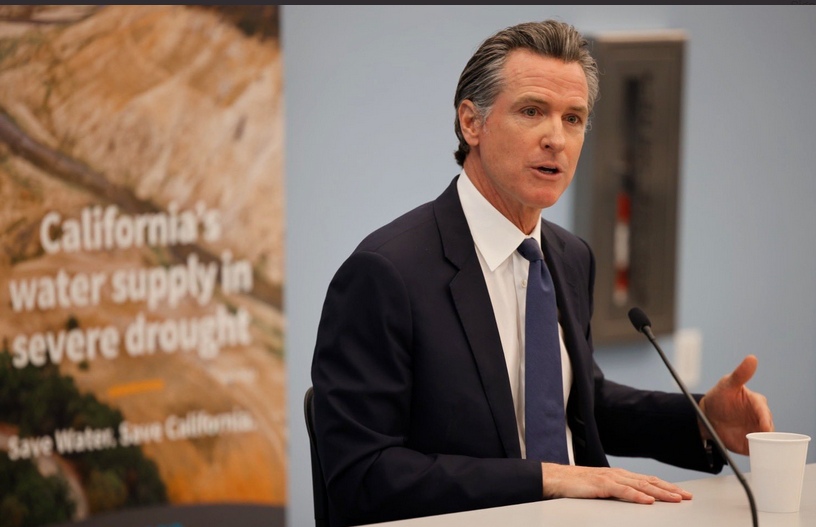 California's
water supply in
severe drought
Save Water. Save California.